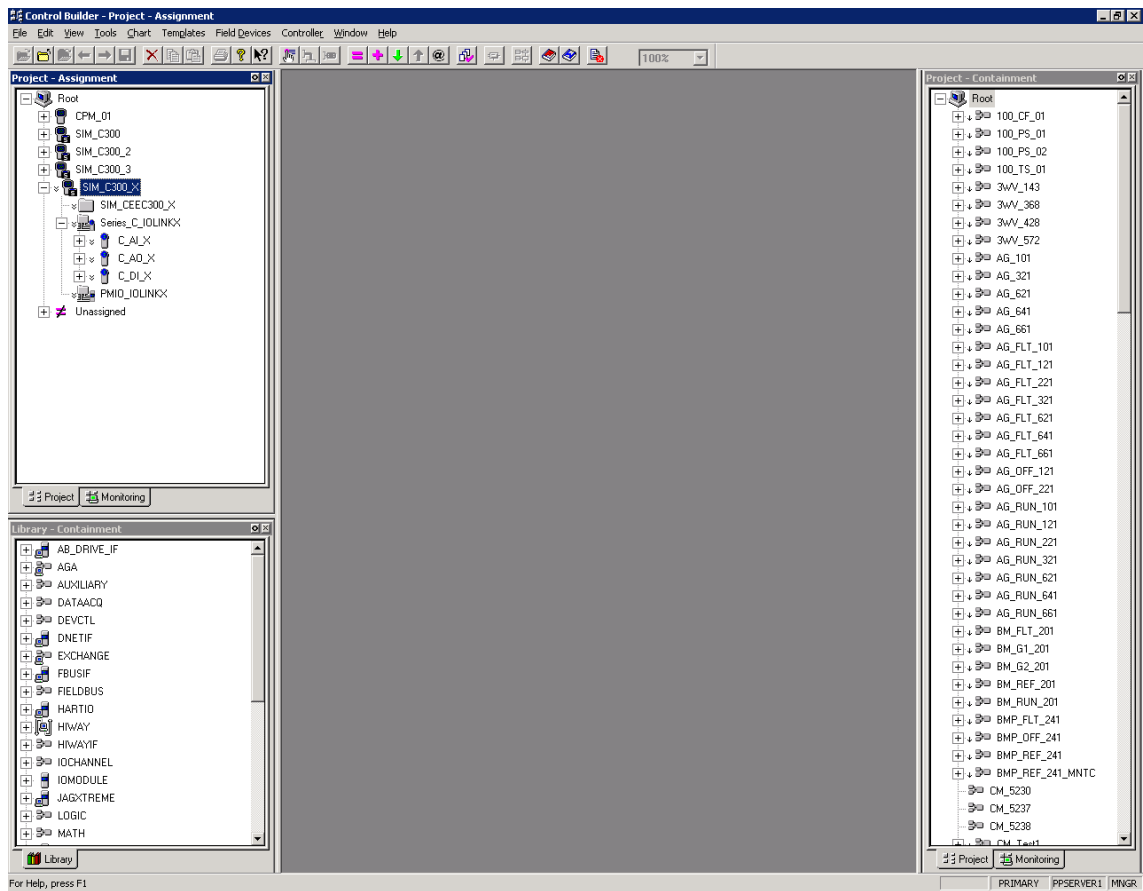 Control Builder - Project - Assignment
File Edit View Tools Chart Templates Field Devices Controller Window Help
100%
Project - Assignment
Root
CPM_01
SIM_C300
SIM_C300_2
SIM_C300_3
SIM_C300_X
SIM_CEEC300_X
Series_C_IOLINKX
C_AI_X
C_AO_X
C_DI_X
PMIO_IOLINKX
Unassigned
Project Monitoring
Library - Containment
AB_DRIVE_IF
AGA
AUXILIARY
DATAACQ
DEVCTL
DNETIF
EXCHANGE
FBUSIF
FIELDBUS
HARTIO
HIWAY
HIWAYIF
IOCHANNEL
IOMODULE
JAGXTREME
LOGIC
MATH
Library
Project - Containment
Root
100_CF_01
100_PS_01
100_PS_02
100_TS_01
3WV_143
3WV_368
3WV_428
3WV_572
AG_101
AG_321
AG_621
AG_641
AG_661
AG_FLT_101
AG_FLT_121
AG_FLT_221
AG_FLT_321
AG_FLT_621
AG_FLT_641
AG_FLT_661
AG_OFF_121
AG_OFF_221
AG_RUN_101
AG_RUN_121
AG_RUN_221
AG_RUN_321
AG_RUN_621
AG_RUN_641
AG_RUN_661
BM_FLT_201
BM_G1_201
BM_G2_201
BM_REF_201
BM_RUN_201
BMP_FLT_241
BMP_OFF_241
BMP_REF_241
BMP_REF_241_MNTC
CM_5230
CM_5237
CM_5238
CM_Test1
Project Monitoring
For Help, press F1
PRIMARY PPSERVER1 MNGR